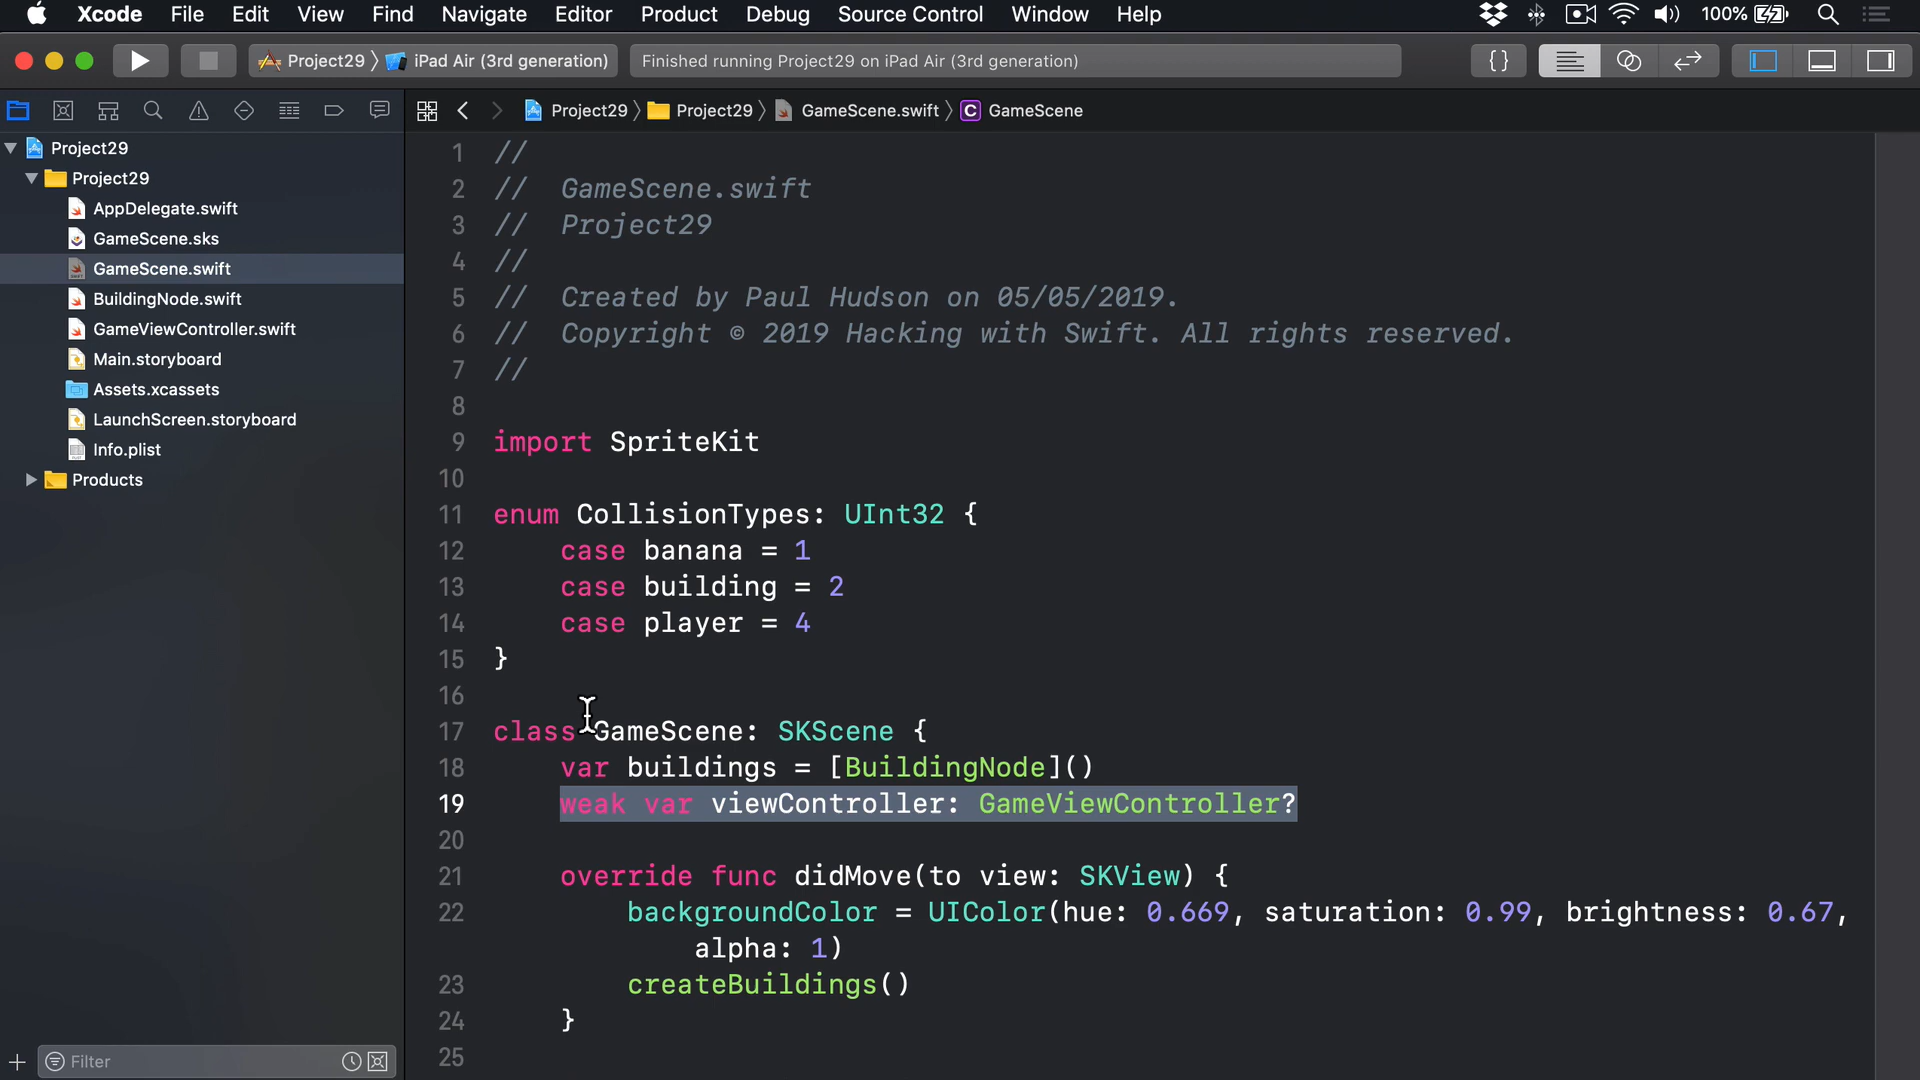 Xcode File Edit View Find Navigate Editor Product Debug Source Control Window Help 100%
Project29 iPad Air (3rd generation) Finished running Project29 on iPad Air (3rd generation) {}
Project29 Project29 GameScene.swift C GameScene
Project29
Project29
AppDelegate.swift
GameScene.sks
GameScene.swift
BuildingNode.swift
GameViewController.swift
Main.storyboard
Assets.xcassets
LaunchScreen.storyboard
Info.plist
Products
Filter
1 //
2 //  GameScene.swift
3 //  Project29
4 //
5 //  Created by Paul Hudson on 05/05/2019.
6 //  Copyright © 2019 Hacking with Swift. All rights reserved.
7 //
8
9 import SpriteKit
10
11 enum CollisionTypes: UInt32 {
12     case banana = 1
13     case building = 2
14     case player = 4
15 }
16
17 class GameScene: SKScene {
18     var buildings = [BuildingNode]()
19     weak var viewController: GameViewController?
20
21     override func didMove(to view: SKView) {
22         backgroundColor = UIColor(hue: 0.669, saturation: 0.99, brightness: 0.67,
            alpha: 1)
23         createBuildings()
24     }
25